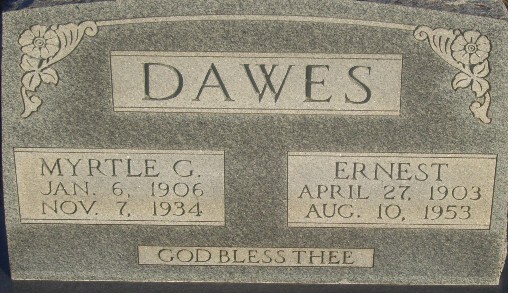 DAWES
MYRTLE G.
JAN. 6, 1906
NOV. 7, 1934
ERNEST
APRIL 27, 1903
AUG. 10, 1953
GOD BLESS THEE